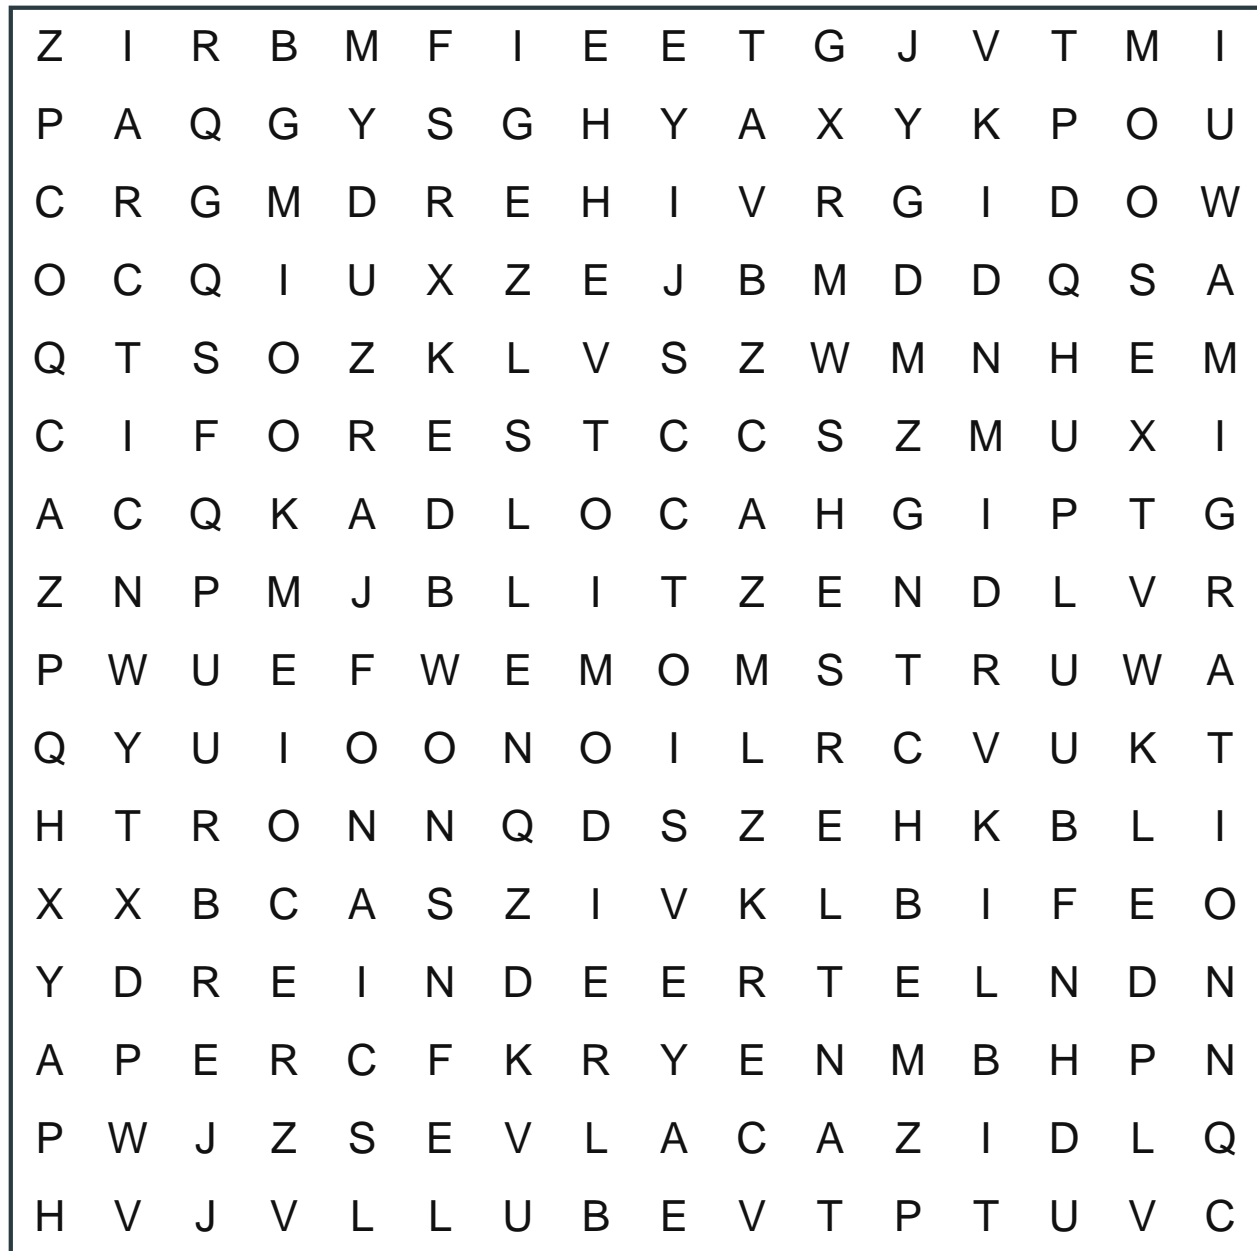 Z I R B M F I E E T G J V T M I
P A Q G Y S G H Y A X Y K P O U
C R G M D R E H I V R G I D O W
O C Q I U X Z E J B M D D Q S A
Q T S O Z K L V S Z W M N H E M
C I F O R E S T C C S Z M U X I
A C Q K A D L O C A H G I P T G
Z N P M J B L I T Z E N D L V R
P W U E F W E M O M S T R U W A
Q Y U I O O N O I L R C V U K T
H T R O N N Q D S Z E H K B L I
X X B C A S Z I V K L B I F E O
Y D R E I N D E E R T E L N D N
A P E R C F K R Y E N M B H P N
P W J Z S E V L A C A Z I D L Q
H V J V L L U B E V T P T U V C